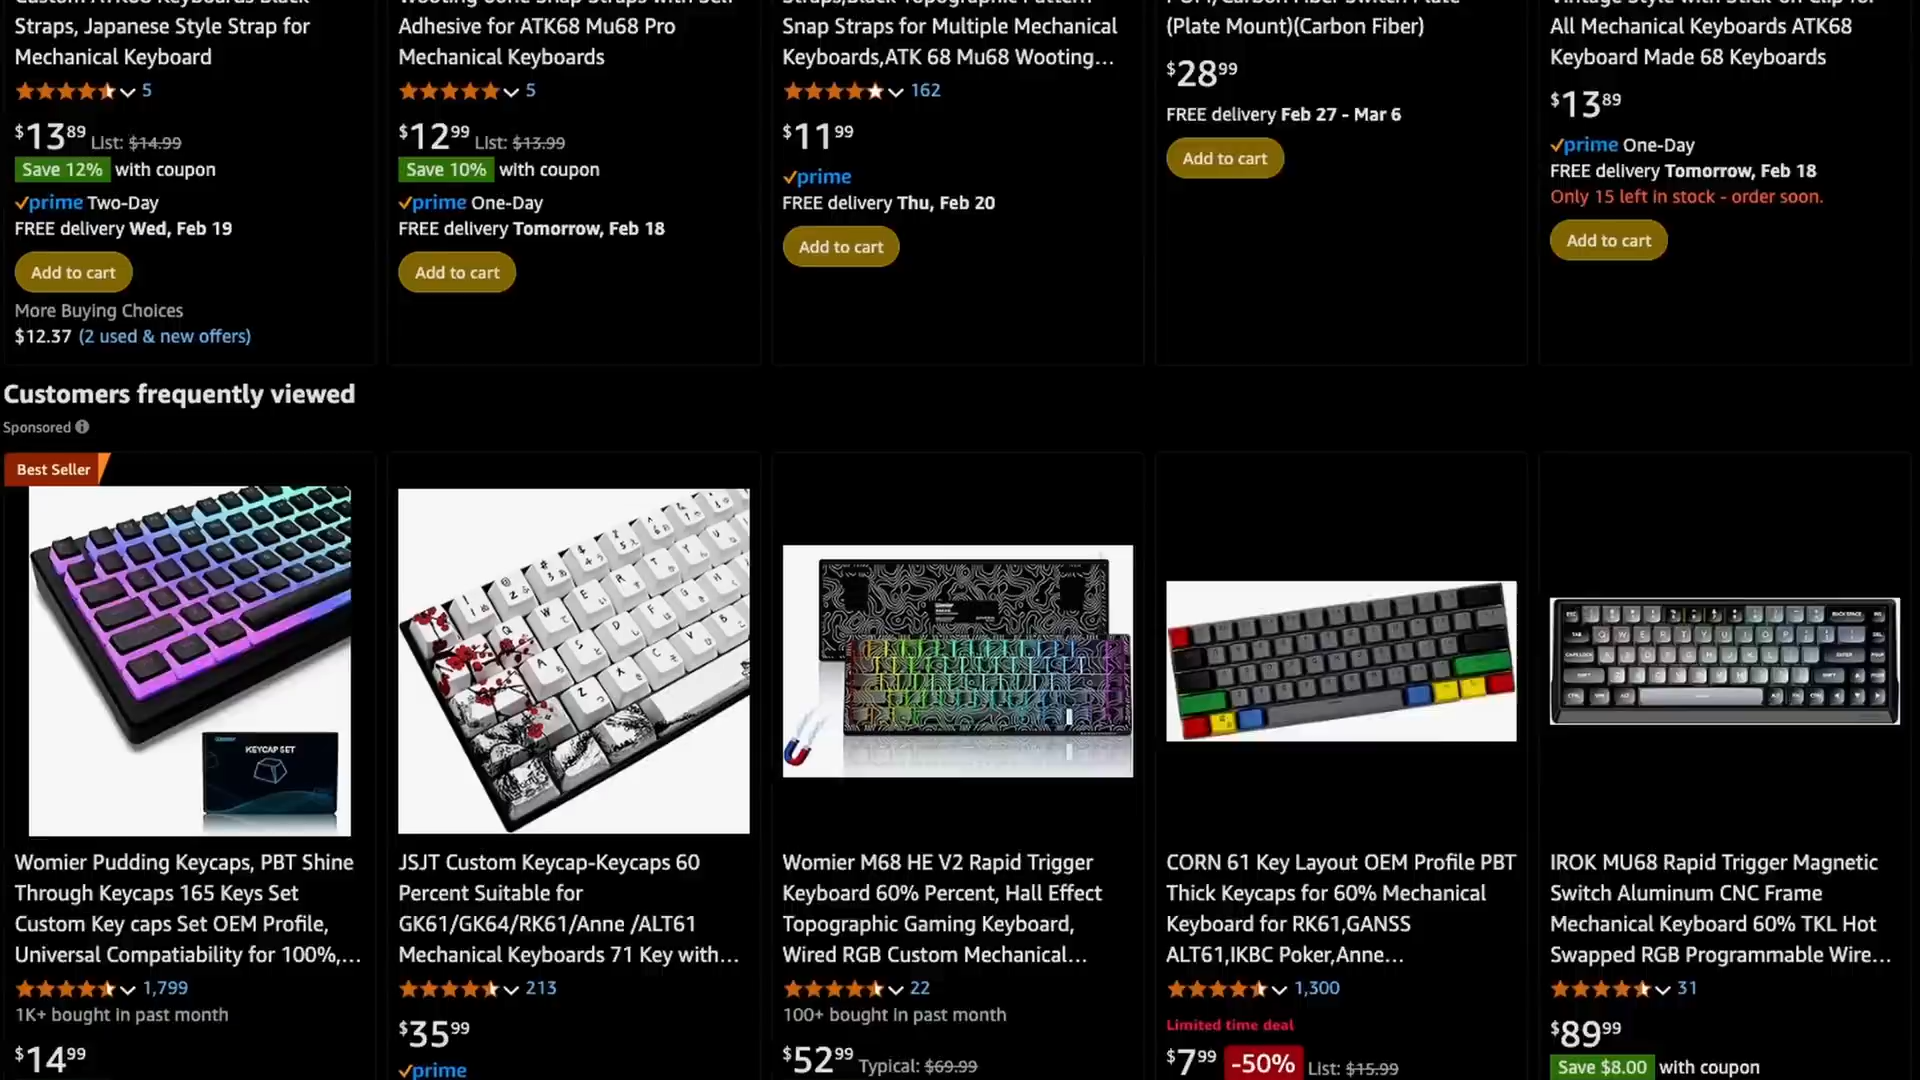 Straps, Japanese Style Strap for
Mechanical Keyboard
5
$13.89 List: $14.99
Save 12% with coupon
prime Two-Day
FREE delivery Wed, Feb 19
Add to cart
More Buying Choices
$12.37 (2 used & new offers)
Adhesive for ATK68 Mu68 Pro
Mechanical Keyboards
5
$12.99 List: $13.99
Save 10% with coupon
prime One-Day
FREE delivery Tomorrow, Feb 18
Add to cart
Snap Straps for Multiple Mechanical
Keyboards,ATK 68 Mu68 Wooting...
162
$11.99
prime
FREE delivery Thu, Feb 20
Add to cart
(Plate Mount)(Carbon Fiber)
$28.99
FREE delivery Feb 27 - Mar 6
Add to cart
All Mechanical Keyboards ATK68
Keyboard Made 68 Keyboards
$13.89
prime One-Day
FREE delivery Tomorrow, Feb 18
Only 15 left in stock - order soon.
Add to cart
Customers frequently viewed
Sponsored
Best Seller
KEYCAP SET
Womier Pudding Keycaps, PBT Shine
Through Keycaps 165 Keys Set
Custom Key caps Set OEM Profile,
Universal Compatiability for 100%,...
1,799
1K+ bought in past month
$14.99
JSJT Custom Keycap-Keycaps 60
Percent Suitable for
GK61/GK64/RK61/Anne /ALT61
Mechanical Keyboards 71 Key with...
213
$35.99
prime
Womier M68 HE V2 Rapid Trigger
Keyboard 60% Percent, Hall Effect
Topographic Gaming Keyboard,
Wired RGB Custom Mechanical...
22
100+ bought in past month
$52.99 Typical: $69.99
CORN 61 Key Layout OEM Profile PBT
Thick Keycaps for 60% Mechanical
Keyboard for RK61,GANSS
ALT61,IKBC Poker,Anne...
1,300
Limited time deal
$7.99 -50% List: $15.99
IROK MU68 Rapid Trigger Magnetic
Switch Aluminum CNC Frame
Mechanical Keyboard 60% TKL Hot
Swapped RGB Programmable Wire...
31
$89.99
Save $8.00 with coupon